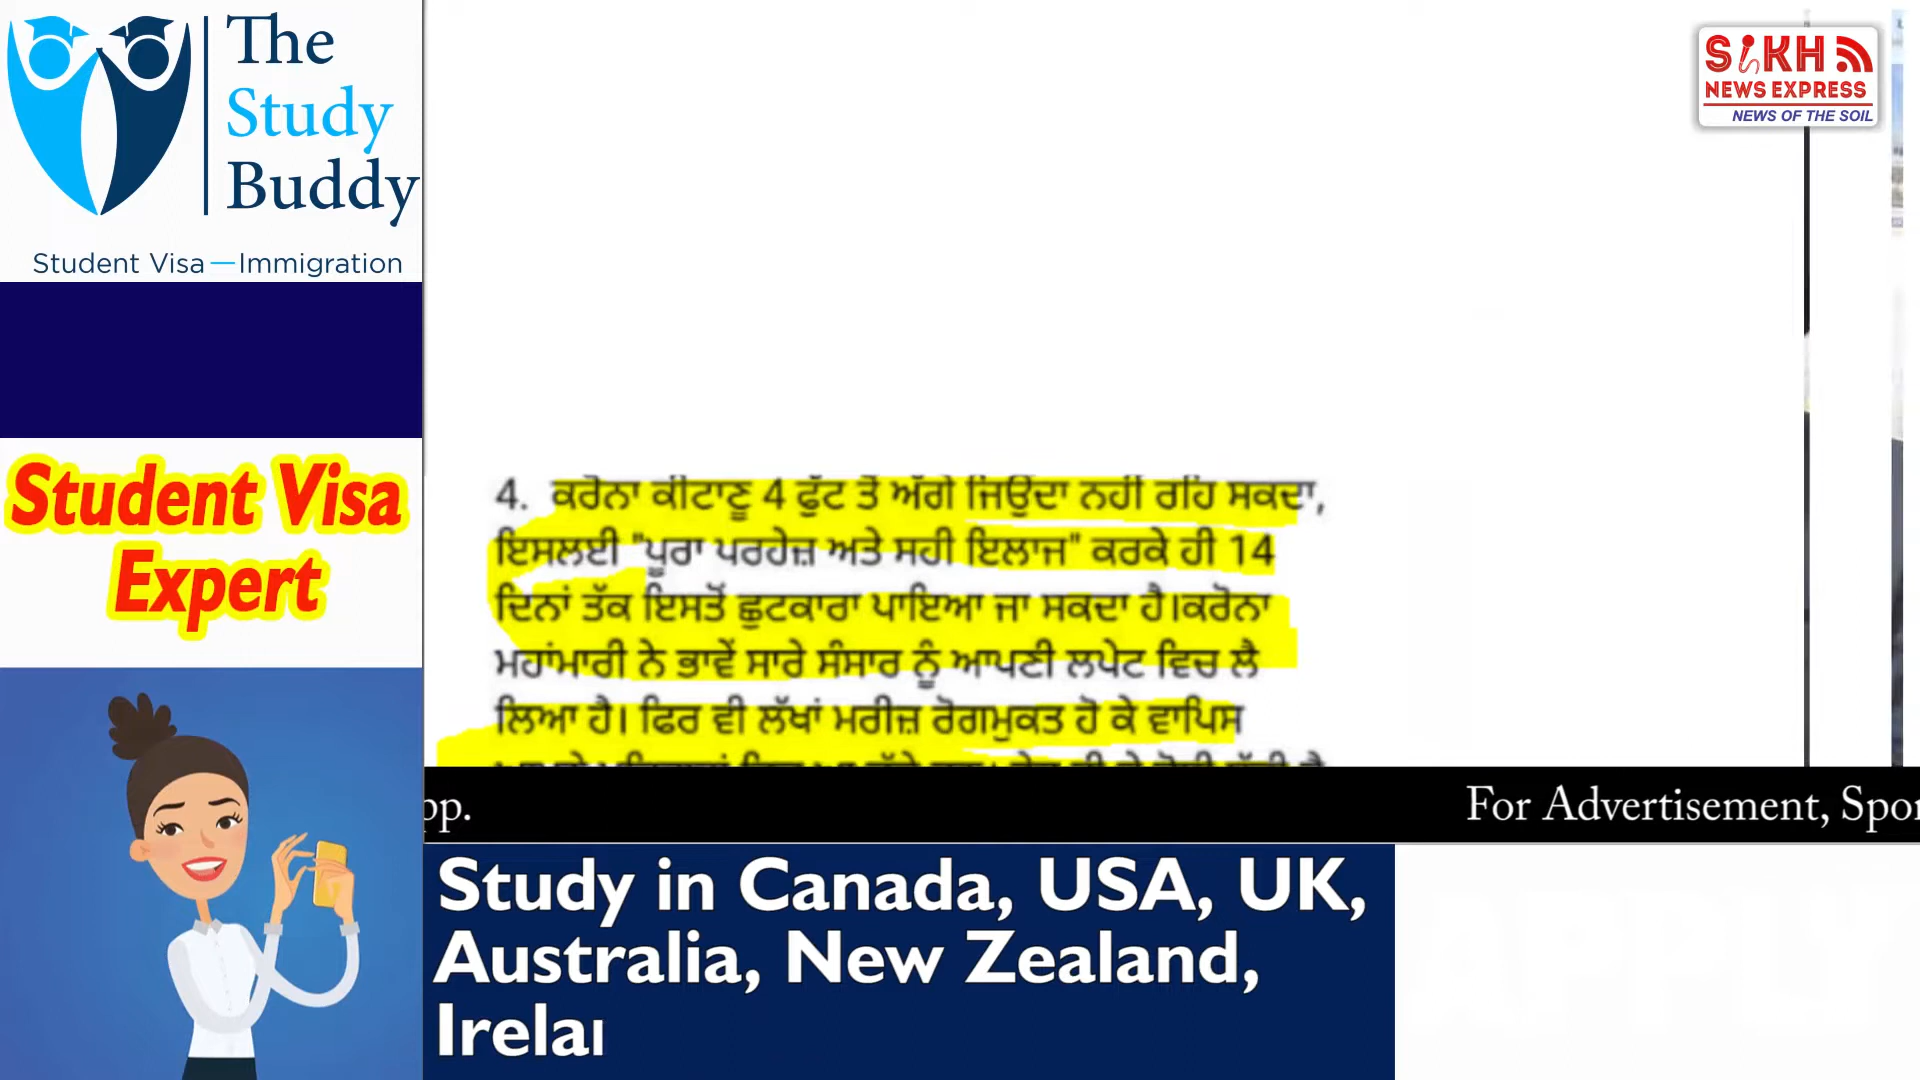 The
Study
Buddy
Student Visa—Immigration
SiKH
NEWS EXPRESS
NEWS OF THE SOIL
Student Visa
Expert
4. ਕਰੋਨਾ ਕੀਟਾਣੂ 4 ਫੁੱਟ ਤੋਂ ਅੱਗੇ ਜਿਉਂਦਾ ਨਹੀਂ ਰਹਿ ਸਕਦਾ,
ਇਸਲਈ "ਪੂਰਾ ਪਰਹੇਜ਼ ਅਤੇ ਸਹੀ ਇਲਾਜ" ਕਰਕੇ ਹੀ 14
ਦਿਨਾਂ ਤੱਕ ਇਸਤੋਂ ਛੁਟਕਾਰਾ ਪਾਇਆ ਜਾ ਸਕਦਾ ਹੈ।ਕਰੋਨਾ
ਮਹਾਂਮਾਰੀ ਨੇ ਭਾਵੇਂ ਸਾਰੇ ਸੰਸਾਰ ਨੂੰ ਆਪਣੀ ਲਪੇਟ ਵਿਚ ਲੈ
ਲਿਆ ਹੈ। ਫਿਰ ਵੀ ਲੱਖਾਂ ਮਰੀਜ਼ ਰੋਗਮੁਕਤ ਹੋ ਕੇ ਵਾਪਿਸ
pp. For Advertisement, Spo
Study in Canada, USA, UK,
Australia, New Zealand,
Irela